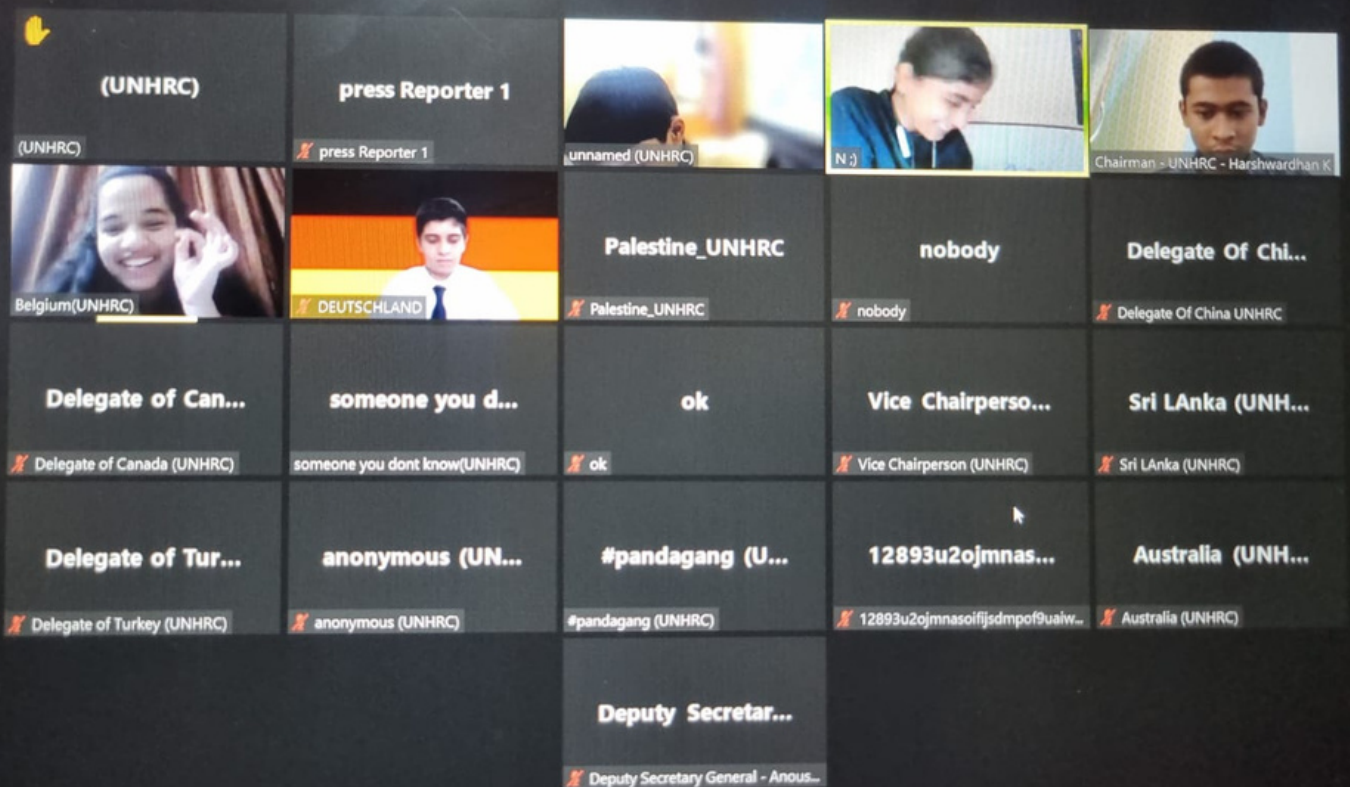 (UNHRC)
(UNHRC)
press Reporter 1
press Reporter 1
unnamed (UNHRC)
N :)
Chairman - UNHRC - Harshwardhan K
Belgium(UNHRC)
DEUTSCHLAND
Palestine_UNHRC
Palestine_UNHRC
nobody
nobody
Delegate Of Chi...
Delegate Of China UNHRC
Delegate of Can...
Delegate of Canada (UNHRC)
someone you d...
someone you dont know(UNHRC)
ok
ok
Vice Chairperso...
Vice Chairperson (UNHRC)
Sri LAnka (UNH...
Sri LAnka (UNHRC)
Delegate of Tur...
Delegate of Turkey (UNHRC)
anonymous (UN...
anonymous (UNHRC)
#pandagang (U...
#pandagang (UNHRC)
12893u2ojmnas...
12893u2ojmnasoifijsdmpof9uaiw...
Australia (UNH...
Australia (UNHRC)
Deputy Secretar...
Deputy Secretary General - Anous...